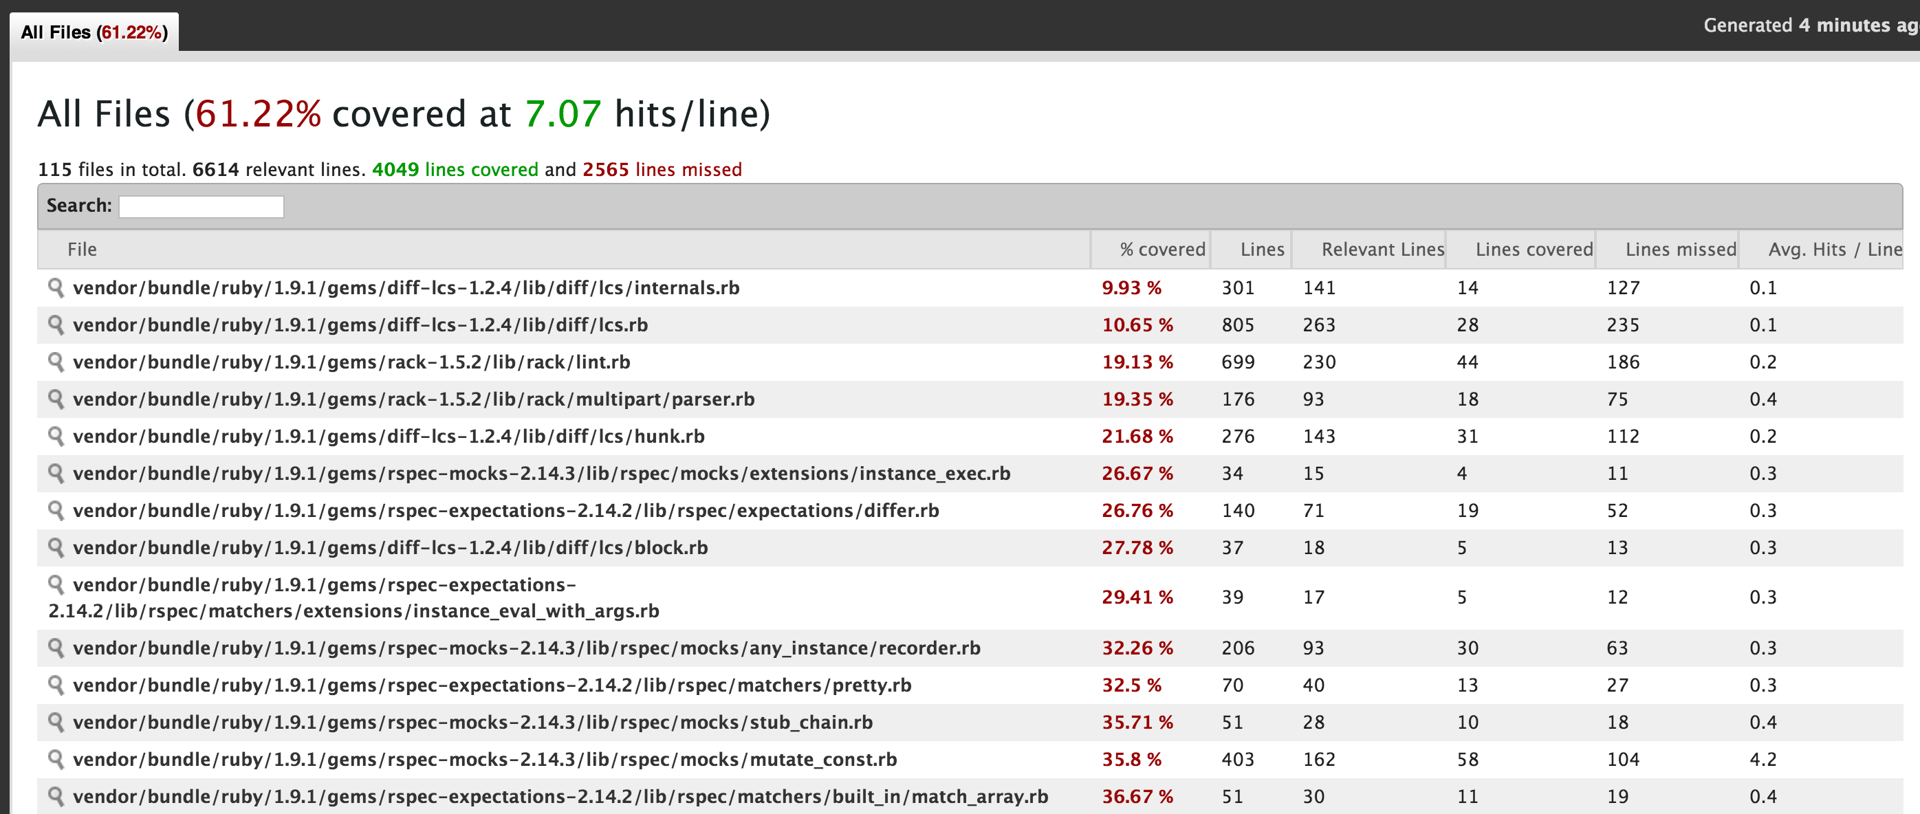 All Files (61.22%)
Generated 4 minutes ag
All Files (61.22% covered at 7.07 hits/line)
115 files in total. 6614 relevant lines. 4049 lines covered and 2565 lines missed
Search:
File % covered Lines Relevant Lines Lines covered Lines missed Avg. Hits / Line
vendor/bundle/ruby/1.9.1/gems/diff-lcs-1.2.4/lib/diff/lcs/internals.rb 9.93 % 301 141 14 127 0.1
vendor/bundle/ruby/1.9.1/gems/diff-lcs-1.2.4/lib/diff/lcs.rb 10.65 % 805 263 28 235 0.1
vendor/bundle/ruby/1.9.1/gems/rack-1.5.2/lib/rack/lint.rb 19.13 % 699 230 44 186 0.2
vendor/bundle/ruby/1.9.1/gems/rack-1.5.2/lib/rack/multipart/parser.rb 19.35 % 176 93 18 75 0.4
vendor/bundle/ruby/1.9.1/gems/diff-lcs-1.2.4/lib/diff/lcs/hunk.rb 21.68 % 276 143 31 112 0.2
vendor/bundle/ruby/1.9.1/gems/rspec-mocks-2.14.3/lib/rspec/mocks/extensions/instance_exec.rb 26.67 % 34 15 4 11 0.3
vendor/bundle/ruby/1.9.1/gems/rspec-expectations-2.14.2/lib/rspec/expectations/differ.rb 26.76 % 140 71 19 52 0.3
vendor/bundle/ruby/1.9.1/gems/diff-lcs-1.2.4/lib/diff/lcs/block.rb 27.78 % 37 18 5 13 0.3
vendor/bundle/ruby/1.9.1/gems/rspec-expectations-
2.14.2/lib/rspec/matchers/extensions/instance_eval_with_args.rb 29.41 % 39 17 5 12 0.3
vendor/bundle/ruby/1.9.1/gems/rspec-mocks-2.14.3/lib/rspec/mocks/any_instance/recorder.rb 32.26 % 206 93 30 63 0.3
vendor/bundle/ruby/1.9.1/gems/rspec-expectations-2.14.2/lib/rspec/matchers/pretty.rb 32.5 % 70 40 13 27 0.3
vendor/bundle/ruby/1.9.1/gems/rspec-mocks-2.14.3/lib/rspec/mocks/stub_chain.rb 35.71 % 51 28 10 18 0.4
vendor/bundle/ruby/1.9.1/gems/rspec-mocks-2.14.3/lib/rspec/mocks/mutate_const.rb 35.8 % 403 162 58 104 4.2
vendor/bundle/ruby/1.9.1/gems/rspec-expectations-2.14.2/lib/rspec/matchers/built_in/match_array.rb 36.67 % 51 30 11 19 0.4